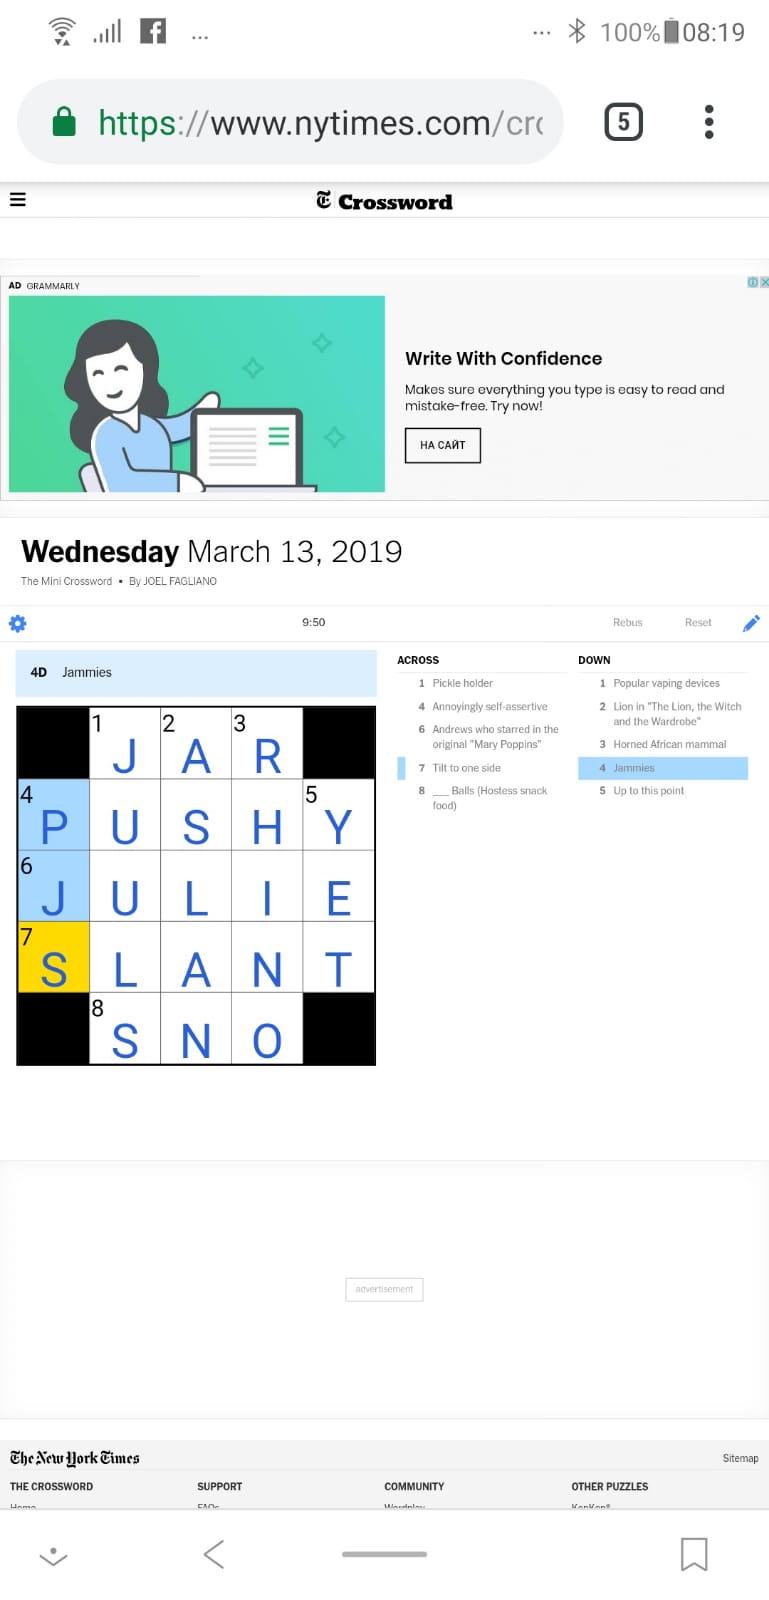 ... ... 100% 08:19
https://www.nytimes.com/cro 5
Crossword
AD GRAMMARLY
Write With Confidence
Makes sure everything you type is easy to read and
mistake-free. Try now!
НА САЙТ
Wednesday March 13, 2019
The Mini Crossword • By JOEL FAGLIANO
9:50 Rebus Reset
4D Jammies
1 J 2 A 3 R
4 P U S H 5 Y
6 J U L I E
7 S L A N T
8 S N O
ACROSS
1 Pickle holder
4 Annoyingly self-assertive
6 Andrews who starred in the
original "Mary Poppins"
7 Tilt to one side
8 ___ Balls (Hostess snack
food)
DOWN
1 Popular vaping devices
2 Lion in "The Lion, the Witch
and the Wardrobe"
3 Horned African mammal
4 Jammies
5 Up to this point
advertisement
The New York Times Sitemap
THE CROSSWORD SUPPORT COMMUNITY OTHER PUZZLES
Home FAQs Wordplay KenKen®